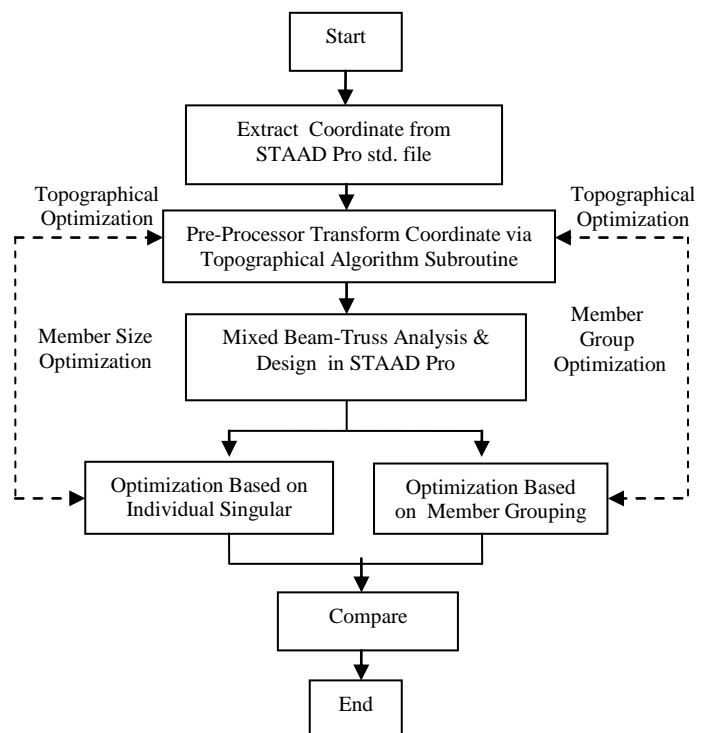 Start
Extract Coordinate from
STAAD Pro std. file
Topographical
Optimization
Topographical
Optimization
Pre-Processor Transform Coordinate via
Topographical Algorithm Subroutine
Member Size
Optimization
Mixed Beam-Truss Analysis &
Design in STAAD Pro
Member
Group
Optimization
Optimization Based on
Individual Singular
Optimization Based
on Member Grouping
Compare
End